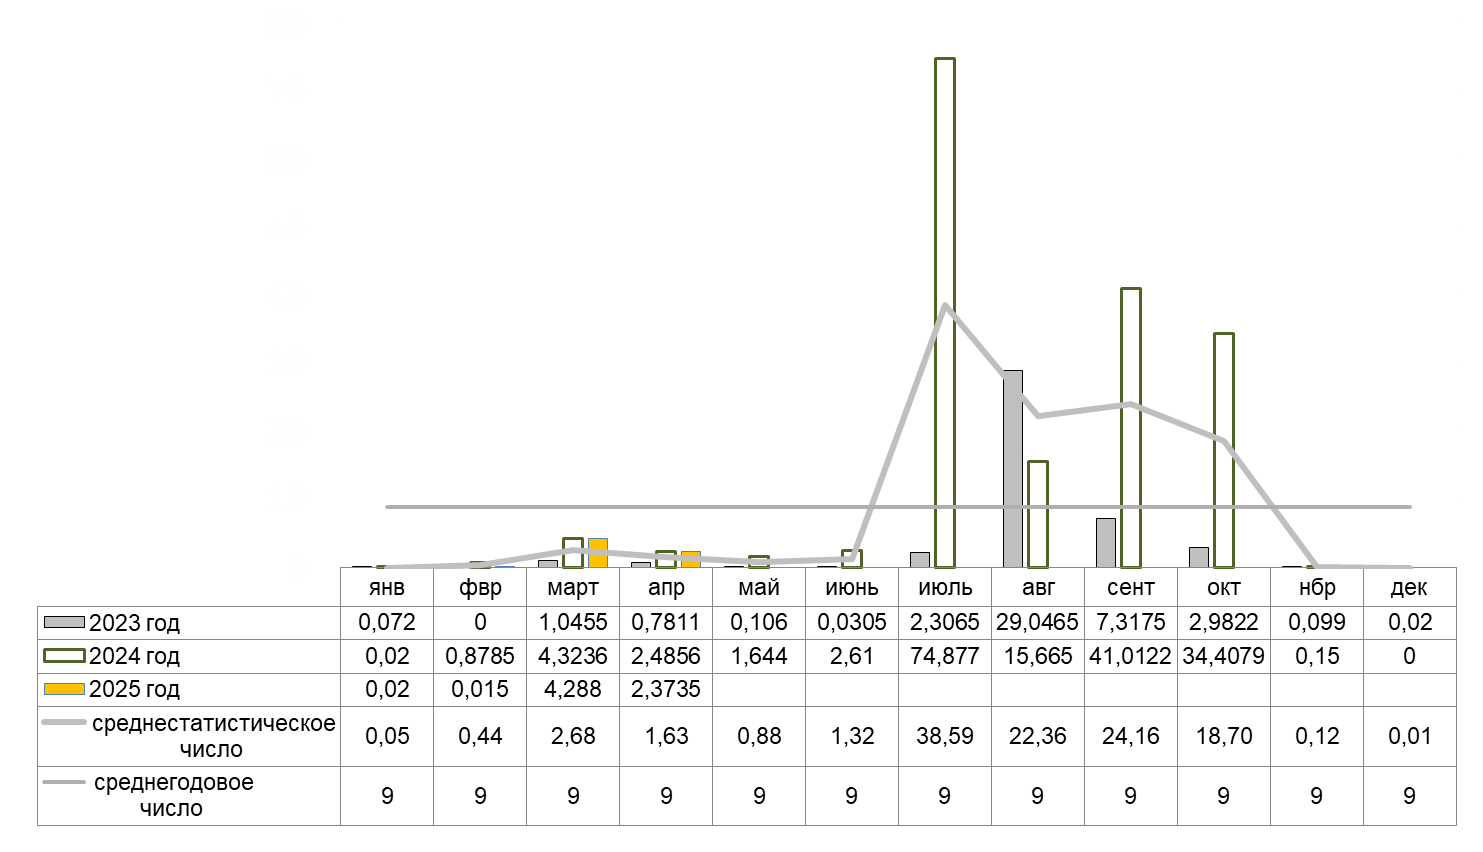 янв фвр март апр май июнь июль авг сент окт нбр дек
2023 год 0,072 0 1,0455 0,7811 0,106 0,0305 2,3065 29,0465 7,3175 2,9822 0,099 0,02
2024 год 0,02 0,8785 4,3236 2,4856 1,644 2,61 74,877 15,665 41,0122 34,4079 0,15 0
2025 год 0,02 0,015 4,288 2,3735
среднестатистическое
число 0,05 0,44 2,68 1,63 0,88 1,32 38,59 22,36 24,16 18,70 0,12 0,01
среднегодовое
число 9 9 9 9 9 9 9 9 9 9 9 9